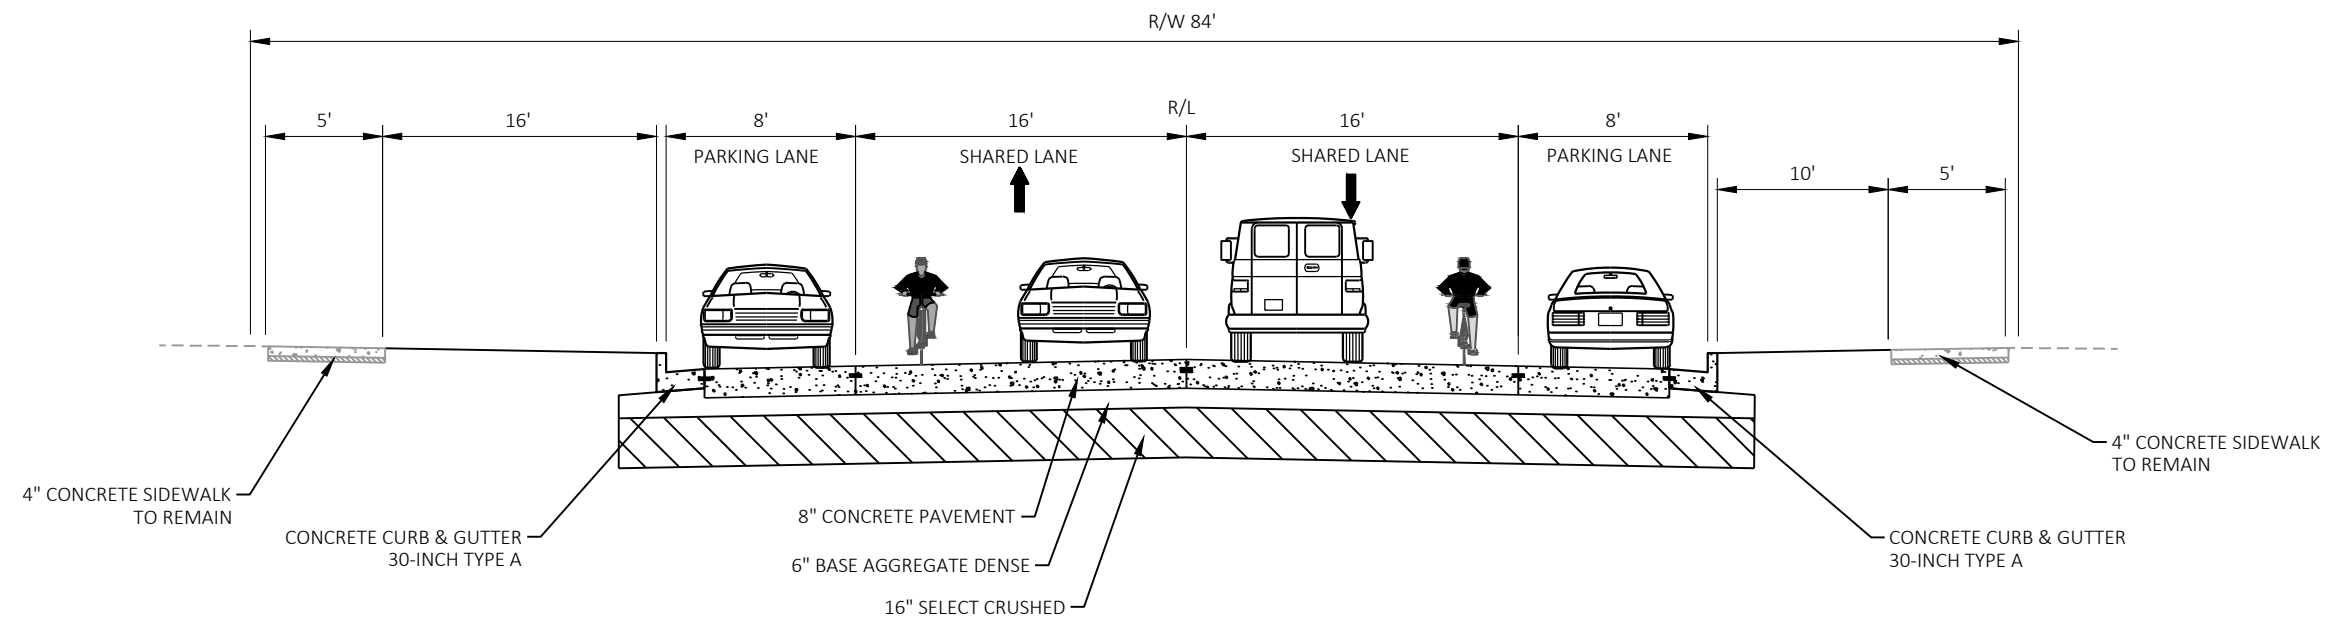 R/W 84'
R/L
5'
16'
8'
16'
16'
8'
PARKING LANE
SHARED LANE
SHARED LANE
PARKING LANE
10'
5'
4" CONCRETE SIDEWALK
TO REMAIN
CONCRETE CURB & GUTTER
30-INCH TYPE A
8" CONCRETE PAVEMENT
6" BASE AGGREGATE DENSE
16" SELECT CRUSHED
4" CONCRETE SIDEWALK
TO REMAIN
CONCRETE CURB & GUTTER
30-INCH TYPE A